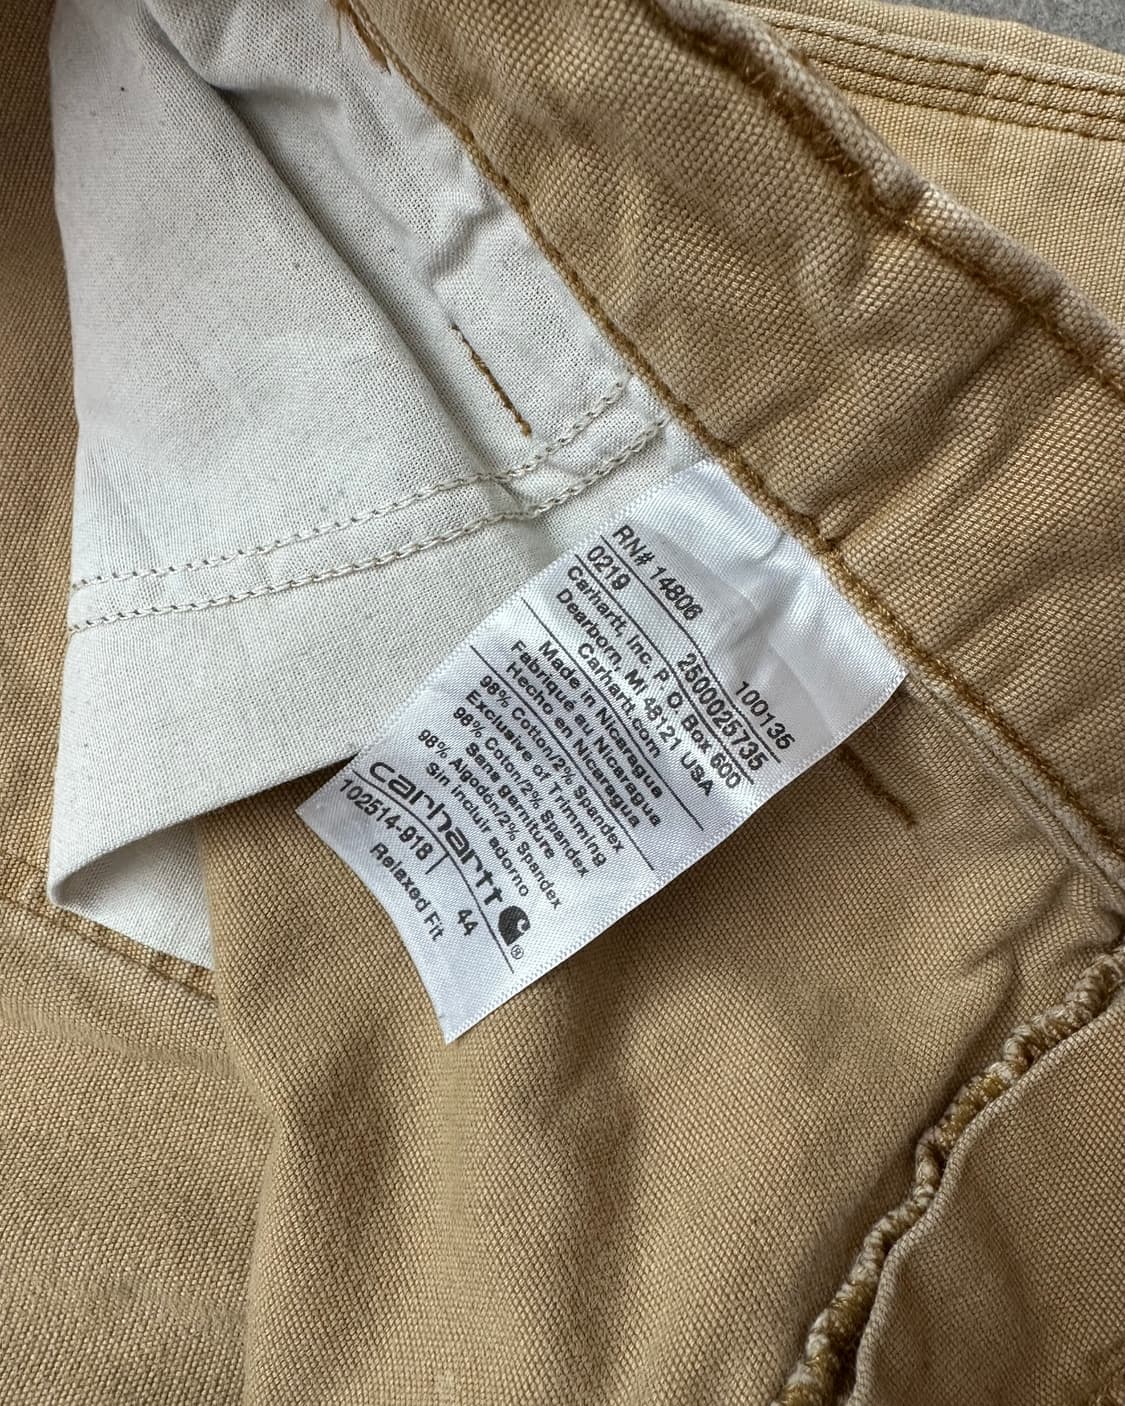 RN# 14806 100135
0219 2500025735
Carhartt, Inc. P O Box 600
Dearborn, MI 48121 USA
Carhartt.com
Made in Nicaragua
Fabriqué au Nicaragua
Hecho en Nicaragua
98% Cotton/2% Spandex
Exclusive of Trimming
98% Coton/2% Spandex
Sans garniture
98% Algodón/2% Spandex
Sin incluir adorno
carhartt ®
102514-918 | 44
Relaxed Fit